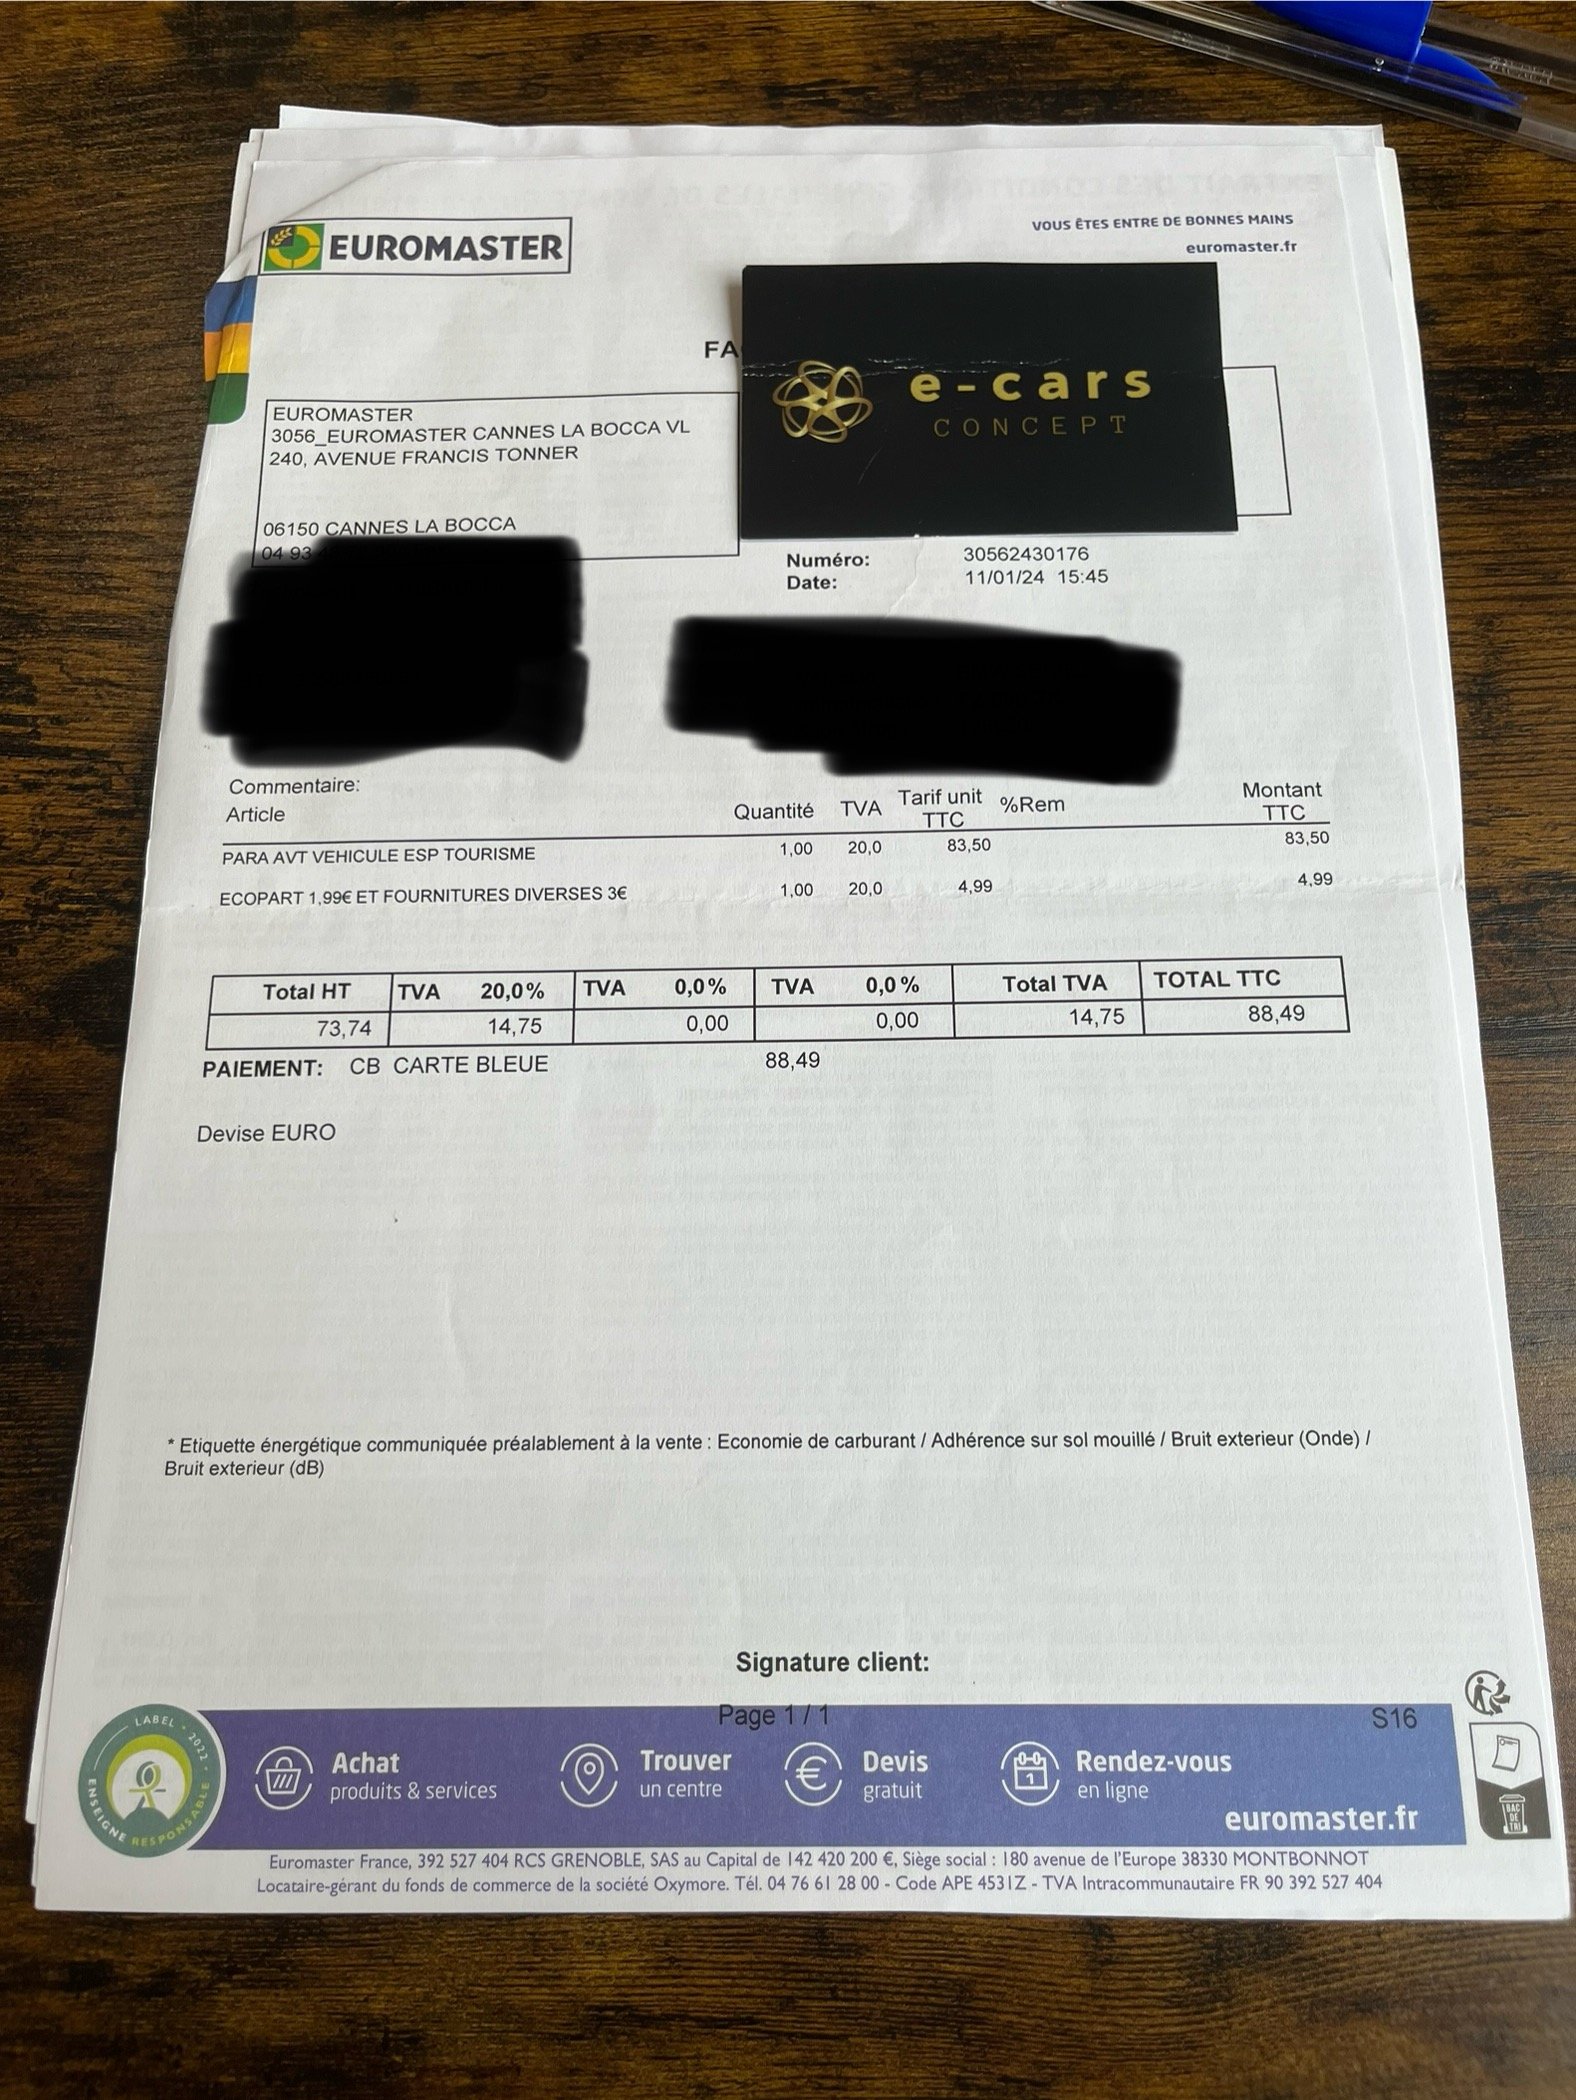 EUROMASTER
VOUS ÊTES ENTRE DE BONNES MAINS
euromaster.fr
e-cars
CONCEPT
EUROMASTER
3056_EUROMASTER CANNES LA BOCCA VL
240, AVENUE FRANCIS TONNER
06150 CANNES LA BOCCA
04 93
Numéro: 30562430176
Date: 11/01/24 15:45
Commentaire:
Article Quantité TVA Tarif unit TTC %Rem Montant TTC
PARA AVT VEHICULE ESP TOURISME 1,00 20,0 83,50 83,50
ECOPART 1,99€ ET FOURNITURES DIVERSES 3€ 1,00 20,0 4,99 4,99
Total HT TVA 20,0% TVA 0,0% TVA 0,0% Total TVA TOTAL TTC
73,74 14,75 0,00 0,00 14,75 88,49
PAIEMENT: CB CARTE BLEUE 88,49
Devise EURO
* Etiquette énergétique communiquée préalablement à la vente : Economie de carburant / Adhérence sur sol mouillé / Bruit exterieur (Onde) /
Bruit exterieur (dB)
Signature client:
Page 1 / 1
S16
LABEL • 2022 •
ENSEIGNE RESPONSABLE
Achat
produits & services
Trouver
un centre
Devis
gratuit
Rendez-vous
en ligne
euromaster.fr
BAC
DE
TRI
Euromaster France, 392 527 404 RCS GRENOBLE, SAS au Capital de 142 420 200 €, Siège social : 180 avenue de l'Europe 38330 MONTBONNOT
Locataire-gérant du fonds de commerce de la société Oxymore. Tél. 04 76 61 28 00 - Code APE 4531Z - TVA Intracommunautaire FR 90 392 527 404